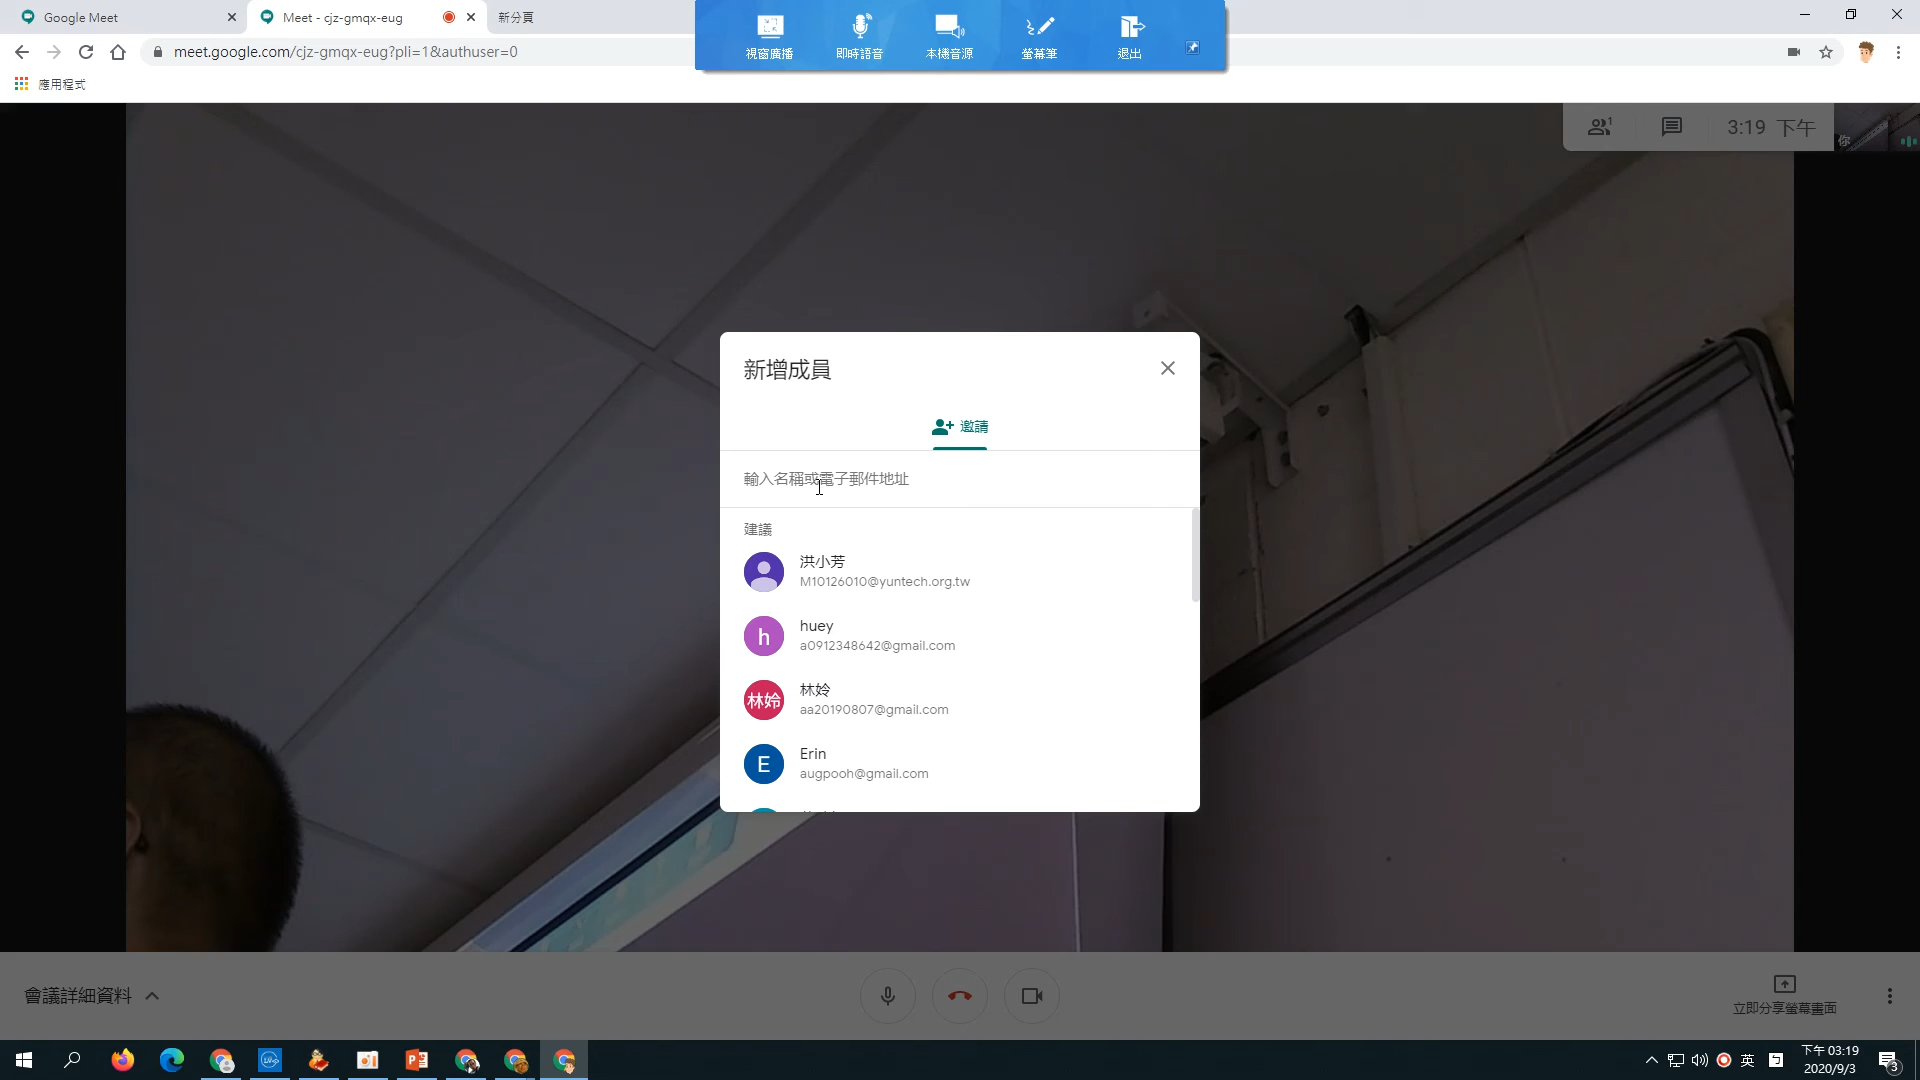 Google Meet
Meet - cjz-gmqx-eug
新分頁
meet.google.com/cjz-gmqx-eug?pli=1&authuser=0
視窗廣播
即時語音
本機音源
螢幕筆
退出
應用程式
1
3:19 下午
你
新增成員
邀請
輸入名稱或電子郵件地址
建議
洪小芳
M10126010@yuntech.org.tw
h
huey
a0912348642@gmail.com
林姈
林姈
aa20190807@gmail.com
E
Erin
augpooh@gmail.com
會議詳細資料
立即分享螢幕畫面
英
下午 03:19
2020/9/3
3